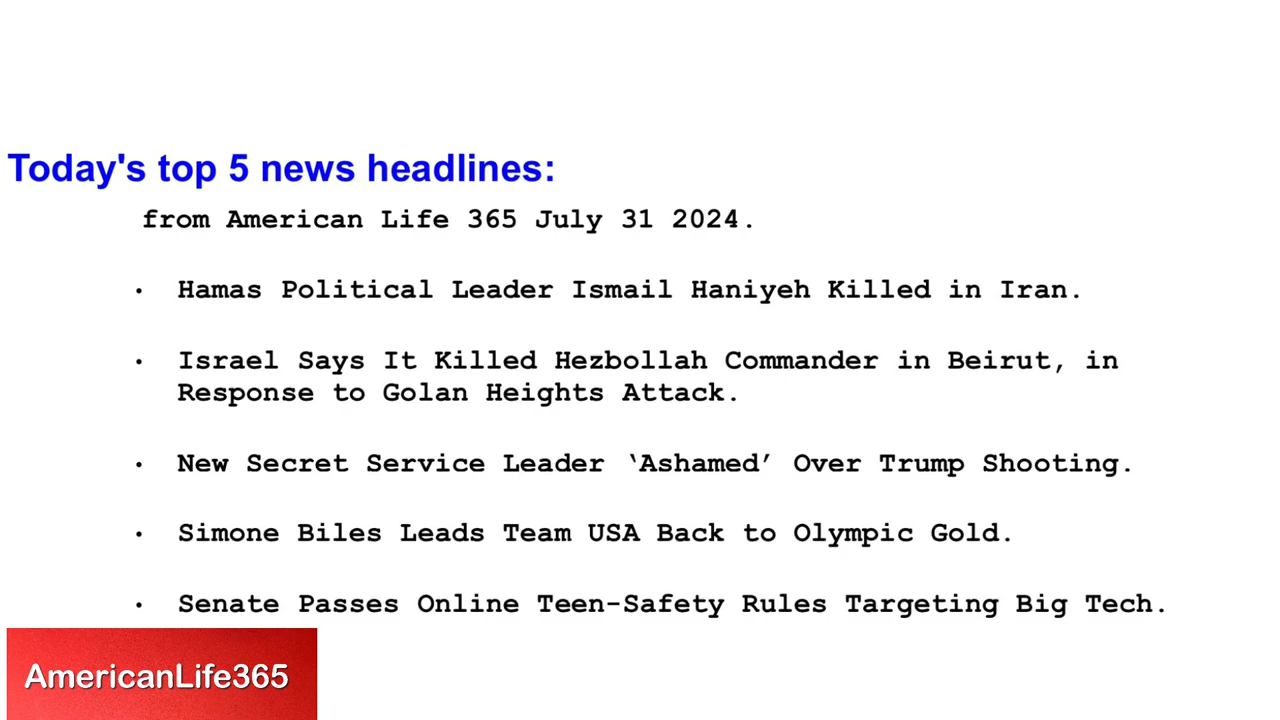 Today's top 5 news headlines:
from American Life 365 July 31 2024.
• Hamas Political Leader Ismail Haniyeh Killed in Iran.
• Israel Says It Killed Hezbollah Commander in Beirut, in
Response to Golan Heights Attack.
• New Secret Service Leader ‘Ashamed’ Over Trump Shooting.
• Simone Biles Leads Team USA Back to Olympic Gold.
• Senate Passes Online Teen-Safety Rules Targeting Big Tech.
AmericanLife365